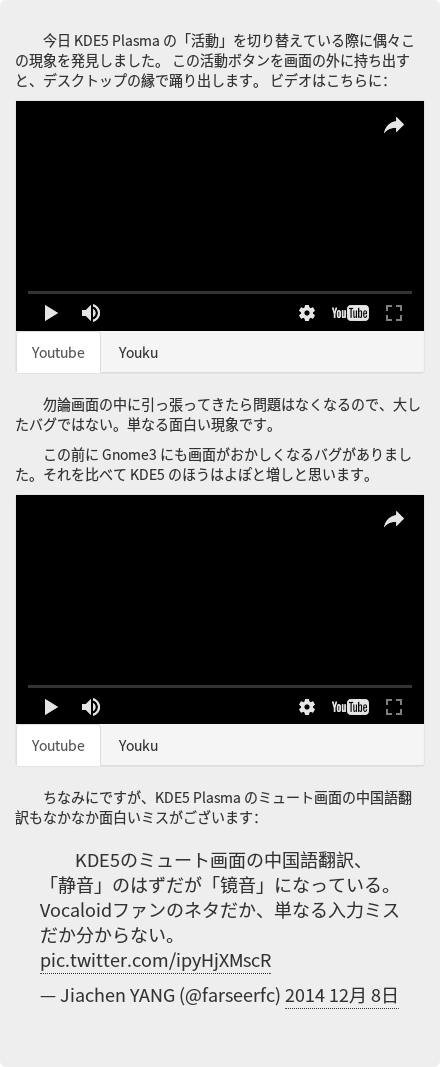 今日 KDE5 Plasma の「活動」を切り替えている際に偶々こ
の現象を発見しました。 この活動ボタンを画面の外に持ち出す
と、デスクトップの縁で踊り出します。 ビデオはこちらに：
YouTube
Youtube Youku
勿論画面の中に引っ張ってきたら問題はなくなるので、大し
たバグではない。単なる面白い現象です。
この前に Gnome3 にも画面がおかしくなるバグがありまし
た。それを比べて KDE5 のほうはよぽと増しと思います。
YouTube
Youtube Youku
ちなみにですが、KDE5 Plasma のミュート画面の中国語翻
訳もなかなか面白いミスがございます：
KDE5のミュート画面の中国語翻訳、
「静音」のはずだが「镜音」になっている。
Vocaloidファンのネタだか、単なる入力ミス
だか分からない。
pic.twitter.com/ipyHjXMscR
— Jiachen YANG (@farseerfc) 2014 12月 8日